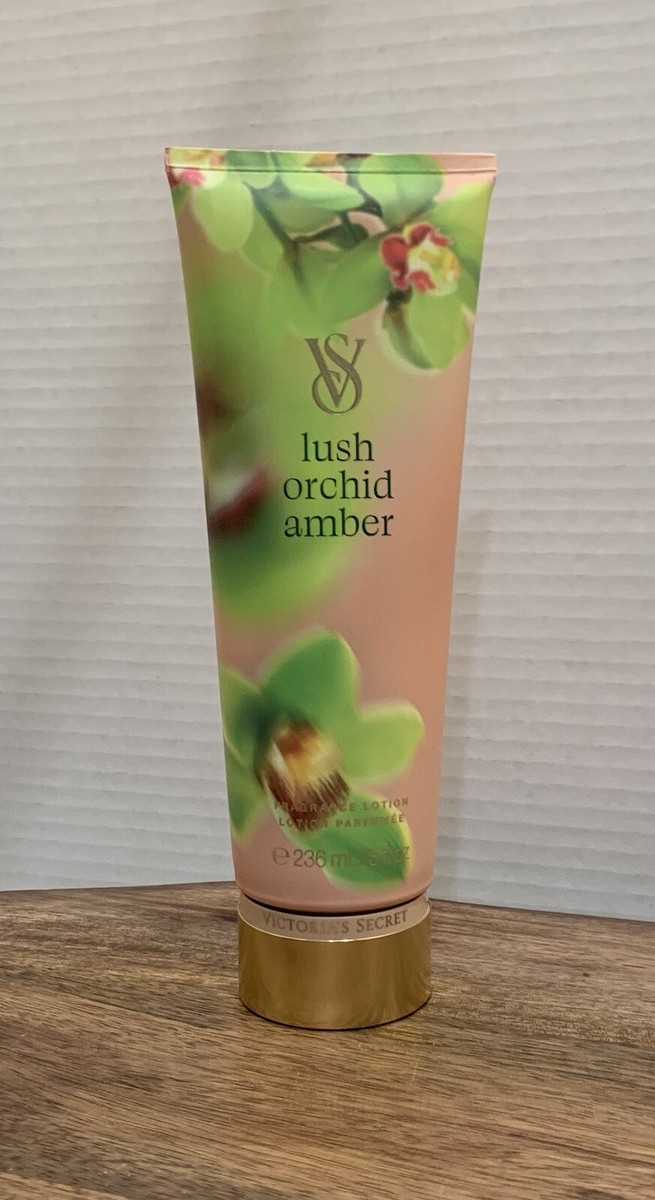 VS
lush
orchid
amber
FRAGRANCE LOTION
LOTION PARFUMÉE
℮ 236 mL
VICTORIA'S SECRET